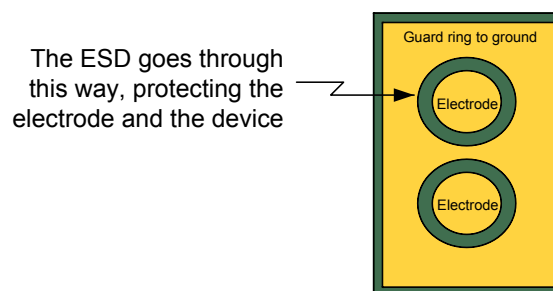 The ESD goes through
this way, protecting the
electrode and the device
Guard ring to ground
Electrode
Electrode